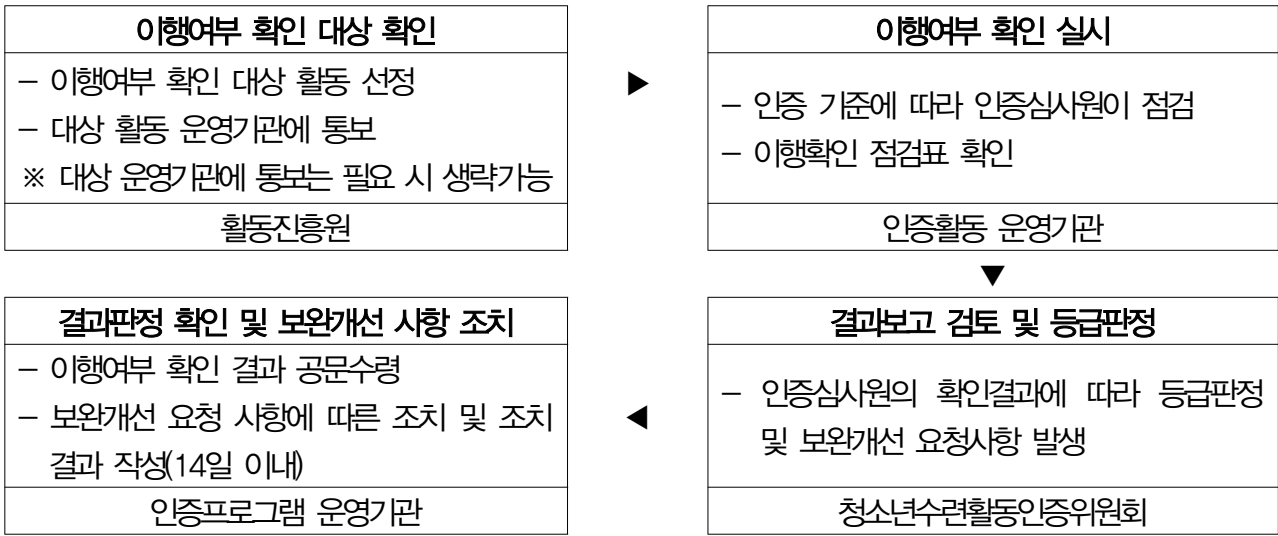 이행여부 확인 대상 확인
– 이행여부 확인 대상 활동 선정
– 대상 활동 운영기관에 통보
※ 대상 운영기관에 통보는 필요 시 생략가능
활동진흥원
▶
이행여부 확인 실시
– 인증 기준에 따라 인증심사원이 점검
– 이행확인 점검표 확인
인증활동 운영기관
▼
결과보고 검토 및 등급판정
– 인증심사원의 확인결과에 따라 등급판정
및 보완개선 요청사항 발생
청소년수련활동인증위원회
◀
결과판정 확인 및 보완개선 사항 조치
– 이행여부 확인 결과 공문수령
– 보완개선 요청 사항에 따른 조치 및 조치
결과 작성(14일 이내)
인증프로그램 운영기관